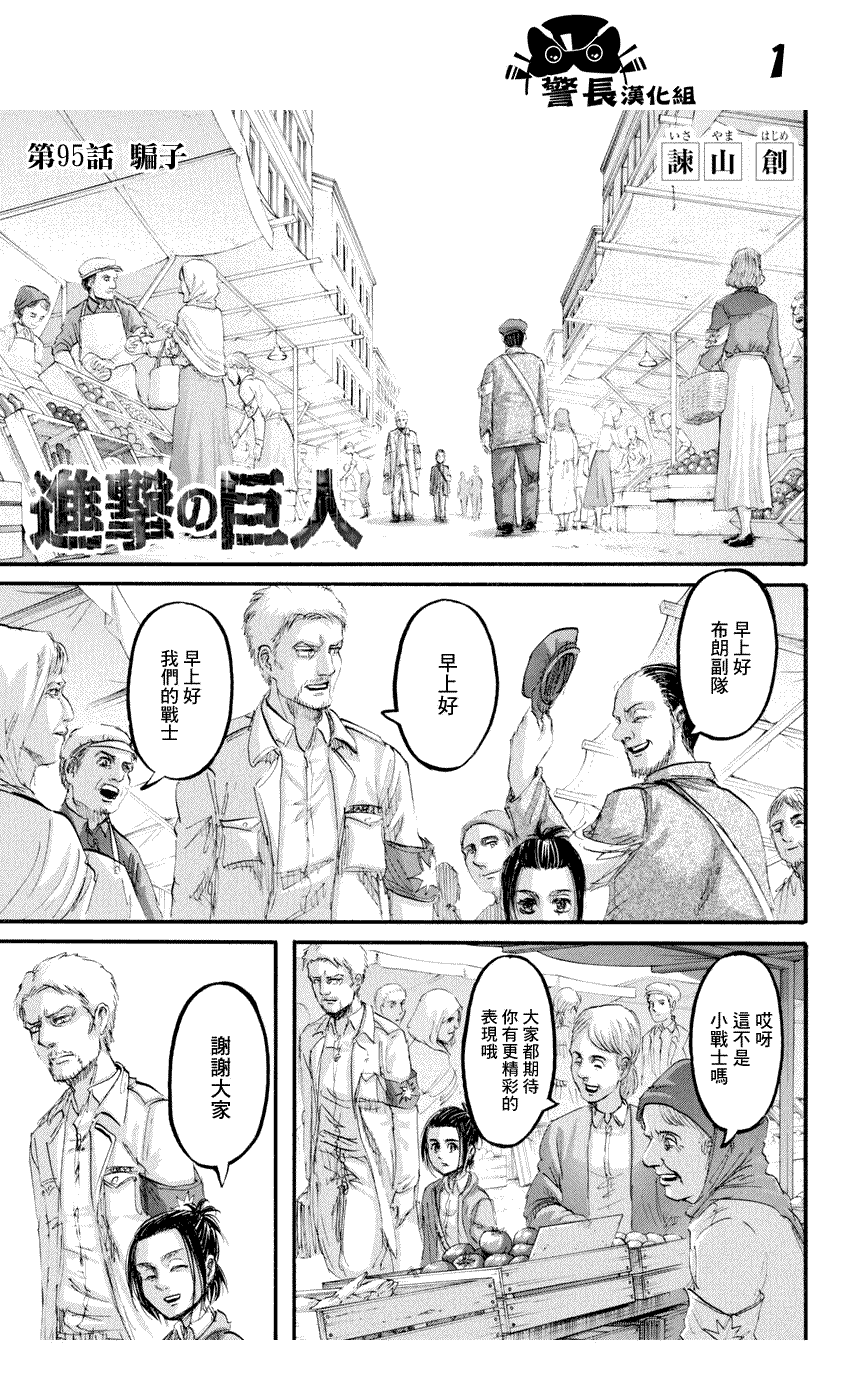 警長漢化組
1
第95話 騙子
いさ やま はじめ
諫山創
進撃の巨人
早上好
布朗副隊
早上好
早上好
我們的戰士
哎呀
這不是
小戰士嗎
大家都期待
你有更精彩的
表現哦
謝謝大家